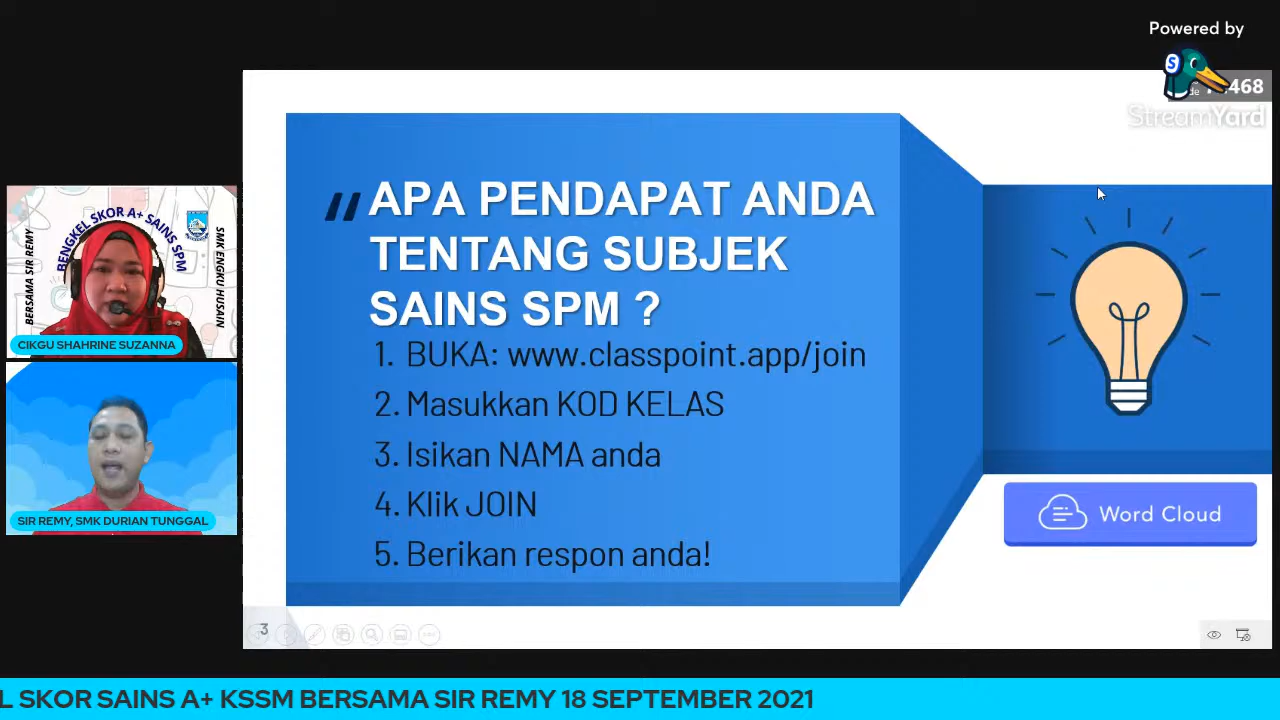 Powered by
StreamYard
468
APA PENDAPAT ANDA
TENTANG SUBJEK
SAINS SPM ?
1. BUKA: www.classpoint.app/join
2. Masukkan KOD KELAS
3. Isikan NAMA anda
4. Klik JOIN
5. Berikan respon anda!
Word Cloud
3
BENGKEL SKOR A+ SAINS SPM
BERSAMA SIR REMY
SMK ENGKU HUSAIN
CIKGU SHAHRINE SUZANNA
SIR REMY, SMK DURIAN TUNGGAL
L SKOR SAINS A+ KSSM BERSAMA SIR REMY 18 SEPTEMBER 2021